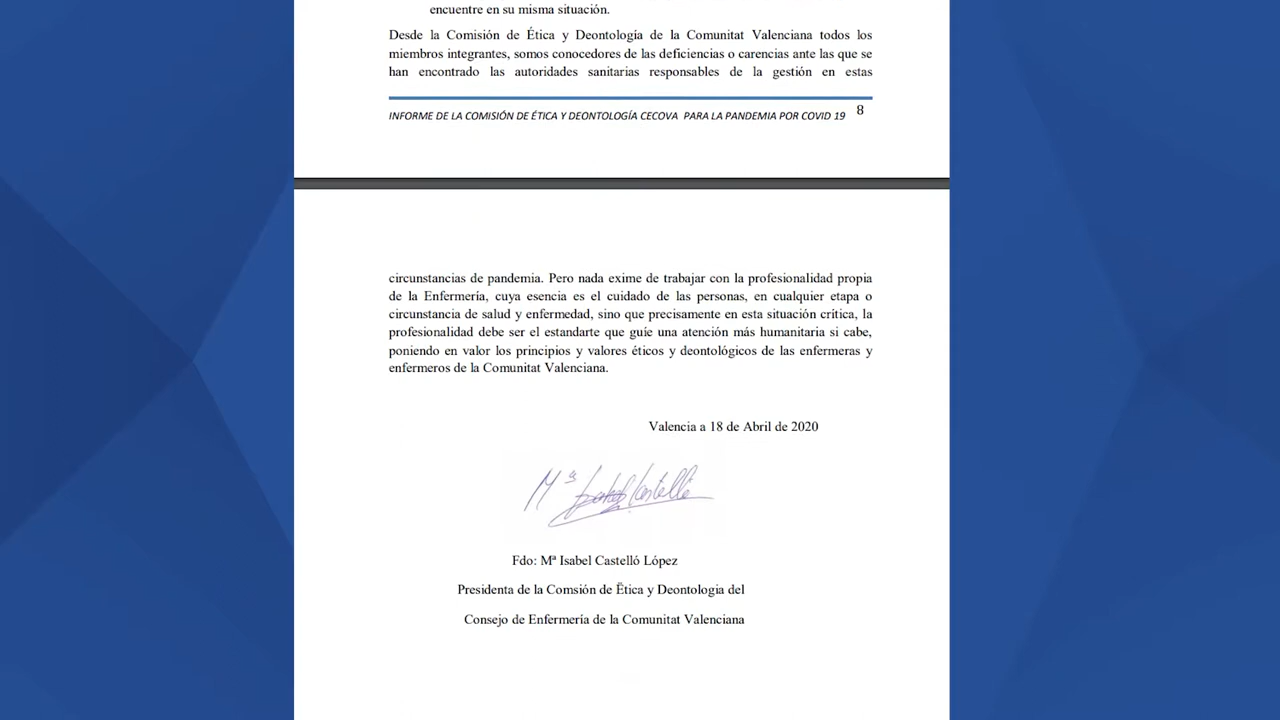 encuentre en su misma situación.
Desde la Comisión de Ética y Deontología de la Comunitat Valenciana todos los
miembros integrantes, somos conocedores de las deficiencias o carencias ante las que se
han encontrado las autoridades sanitarias responsables de la gestión en estas
INFORME DE LA COMISIÓN DE ÉTICA Y DEONTOLOGÍA CECOVA PARA LA PANDEMIA POR COVID 19 8
circunstancias de pandemia. Pero nada exime de trabajar con la profesionalidad propia
de la Enfermería, cuya esencia es el cuidado de las personas, en cualquier etapa o
circunstancia de salud y enfermedad, sino que precisamente en esta situación crítica, la
profesionalidad debe ser el estandarte que guíe una atención más humanitaria si cabe,
poniendo en valor los principios y valores éticos y deontológicos de las enfermeras y
enfermeros de la Comunitat Valenciana.
Valencia a 18 de Abril de 2020
Mª Isabel Castelló
Fdo: Mª Isabel Castelló López
Presidenta de la Comsión de Ëtica y Deontologia del
Consejo de Enfermería de la Comunitat Valenciana